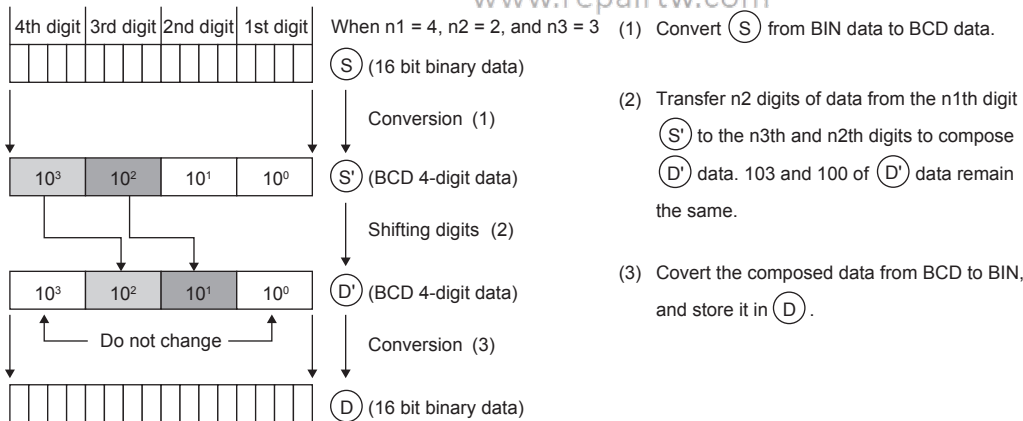 www.repairtw.com
4th digit 3rd digit 2nd digit 1st digit
When n1 = 4, n2 = 2, and n3 = 3
S (16 bit binary data)
Conversion (1)
10³ 10² 10¹ 10⁰
S' (BCD 4-digit data)
Shifting digits (2)
10³ 10² 10¹ 10⁰
D' (BCD 4-digit data)
Do not change
Conversion (3)
D (16 bit binary data)
(1) Convert S from BIN data to BCD data.
(2) Transfer n2 digits of data from the n1th digit
S' to the n3th and n2th digits to compose
D' data. 103 and 100 of D' data remain
the same.
(3) Covert the composed data from BCD to BIN,
and store it in D .